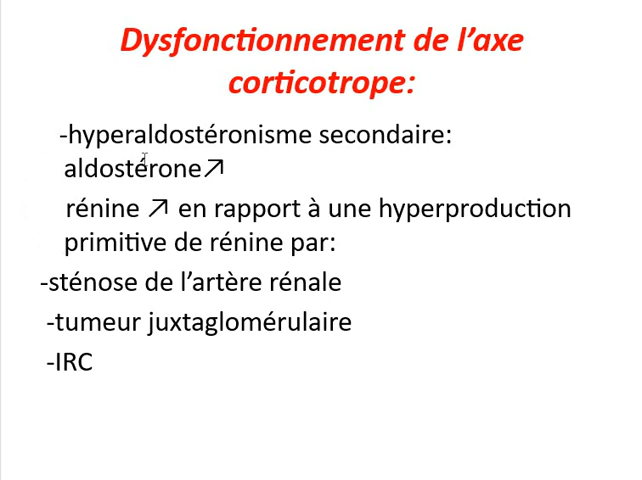 Dysfonctionnement de l’axe
corticotrope:
-hyperaldostéronisme secondaire:
aldostérone↗
rénine ↗ en rapport à une hyperproduction
primitive de rénine par:
-sténose de l’artère rénale
-tumeur juxtaglomérulaire
-IRC